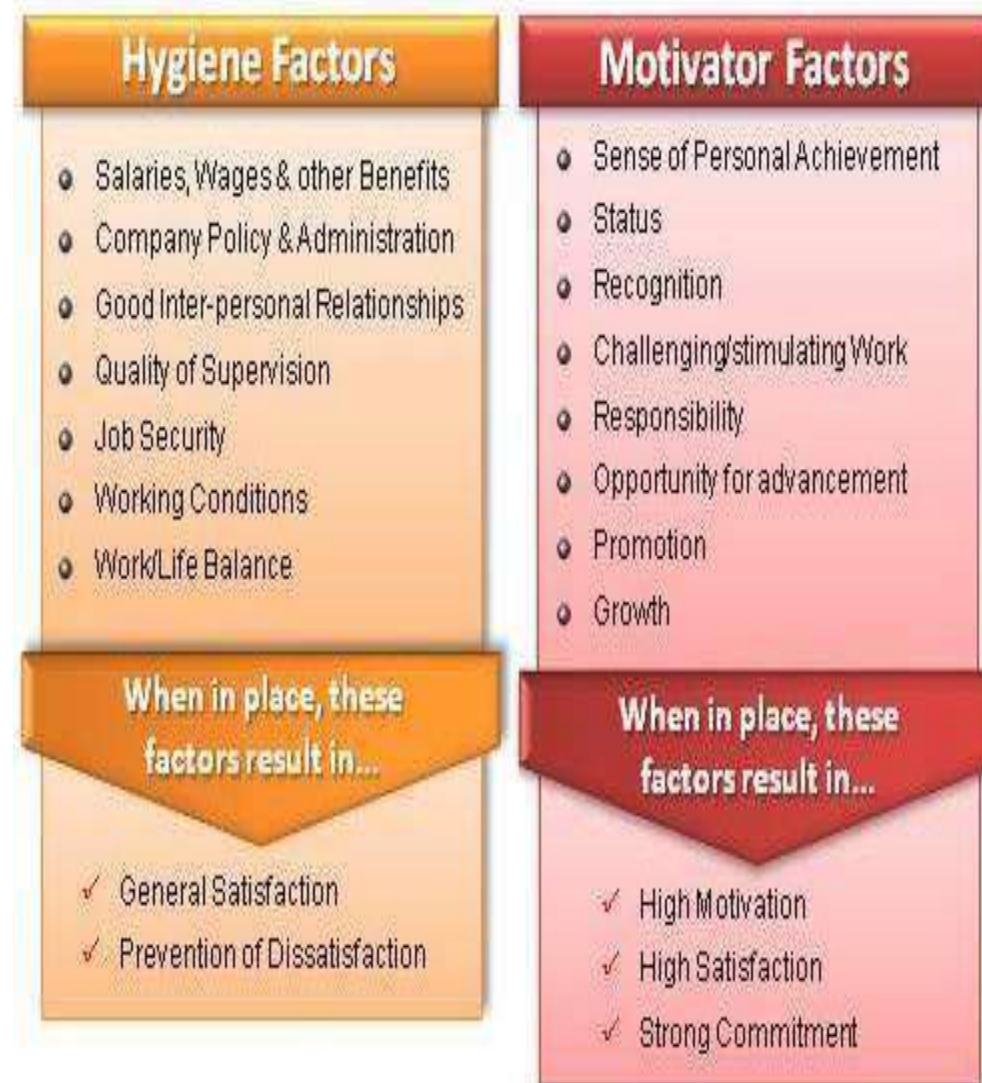 Hygiene Factors
Salaries, Wages & other Benefits
Company Policy & Administration
Good Inter-personal Relationships
Quality of Supervision
Job Security
Working Conditions
Work/Life Balance
When in place, these
factors result in...
General Satisfaction
Prevention of Dissatisfaction
Motivator Factors
Sense of Personal Achievement
Status
Recognition
Challenging/stimulating Work
Responsibility
Opportunity for advancement
Promotion
Growth
When in place, these
factors result in...
High Motivation
High Satisfaction
Strong Commitment